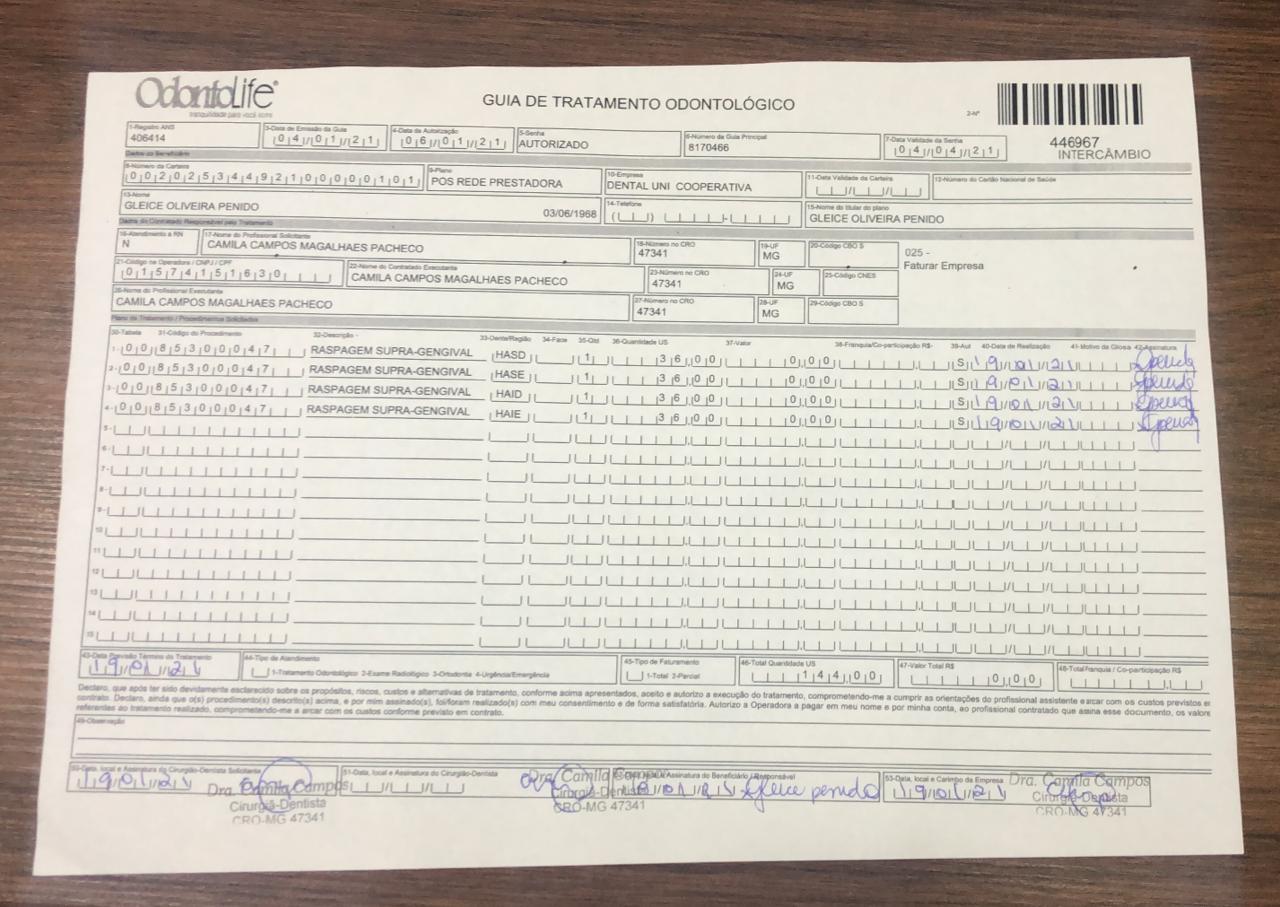 OdontoLife®
tranquilidade para você sorrir
GUIA DE TRATAMENTO ODONTOLÓGICO
2-Nº
446967
INTERCÂMBIO
1-Registro ANS
406414
3-Data de Emissão da Guia
04/01/21
4-Data da Autorização
06/01/21
5-Senha
AUTORIZADO
6-Número da Guia Principal
8170466
7-Data Validade da Senha
04/04/21
Dados do Beneficiário
8-Número da Carteira
00202534492100000101
9-Plano
POS REDE PRESTADORA
10-Empresa
DENTAL UNI COOPERATIVA
11-Data Validade da Carteira
12-Número do Cartão Nacional de Saúde
13-Nome
GLEICE OLIVEIRA PENIDO 03/06/1968
14-Telefone
15-Nome do titular do plano
GLEICE OLIVEIRA PENIDO
Dados do Contratado Responsável pelo Tratamento
16-Atendimento à RN
N
17-Nome do Profissional Solicitante
CAMILA CAMPOS MAGALHAES PACHECO
18-Número no CRO
47341
19-UF
MG
20-Código CBO S
025 -
Faturar Empresa
21-Código na Operadora / CNPJ / CPF
01574151630
22-Nome do Contratado Executante
CAMILA CAMPOS MAGALHAES PACHECO
23-Número no CRO
47341
24-UF
MG
25-Código CNES
26-Nome do Profissional Executante
CAMILA CAMPOS MAGALHAES PACHECO
27-Número no CRO
47341
28-UF
MG
29-Código CBO S
Plano de Tratamento / Procedimentos Solicitados
30-Tabela 31-Código do Procedimento 32-Descrição - 33-Dente/Região 34-Face 35-Qtd 36-Quantidade US 37-Valor 38-Franquia/Co-participação R$- 39-Aut 40-Data de Realização 41-Motivo da Glosa 42-Assinatura
1- 00 85300047 RASPAGEM SUPRA-GENGIVAL HASD 1 36,00 0,00 S 19/01/21
2- 00 85300047 RASPAGEM SUPRA-GENGIVAL HASE 1 36,00 0,00 S 19/01/21
3- 00 85300047 RASPAGEM SUPRA-GENGIVAL HAID 1 36,00 0,00 S 19/01/21
4- 00 85300047 RASPAGEM SUPRA-GENGIVAL HAIE 1 36,00 0,00 S 19/01/21
5-
6-
7-
8-
9-
10
11
12
13
14
15
43-Data Previsão Término do Tratamento
19/01/21
44-Tipo de Atendimento
1-Tratamento Odontológico 2-Exame Radiológico 3-Ortodontia 4-Urgência/Emergência
45-Tipo de Faturamento
1-Total 2-Parcial
46-Total Quantidade US
144,00
47-Valor Total R$
0,00
48-Total Franquia / Co-participação R$
Declaro, que após ter sido devidamente esclarecido sobre os propósitos, riscos, custos e alternativas de tratamento, conforme acima apresentados, aceito e autorizo a execução do tratamento, comprometendo-me a cumprir as orientações do profissional assistente e arcar com os custos previstos e
contrato. Declaro, ainda que o(s) procedimento(s) descrito(s) acima, e por mim assinado(s), foi/foram realizado(s) com meu consentimento e de forma satisfatória. Autorizo a Operadora a pagar em meu nome e por minha conta, ao profissional contratado que assina esse documento, os valore
referentes ao tratamento realizado, comprometendo-me a arcar com os custos conforme previsto em contrato.
49-Observação
50-Data, local e Assinatura do Cirurgião-Dentista Solicitante
19/01/21
Dra. Camila Campos
Cirurgiã-Dentista
CRO-MG 47341
51-Data, local e Assinatura do Cirurgião-Dentista
Dra. Camila Campos
Cirurgiã-Dentista
CRO-MG 47341
Assinatura do Beneficiário / Responsável
Gleice penido
53-Data, local e Carimbo da Empresa
19/01/21
Dra. Camila Campos
Cirurgiã-Dentista
CRO-MG 47341